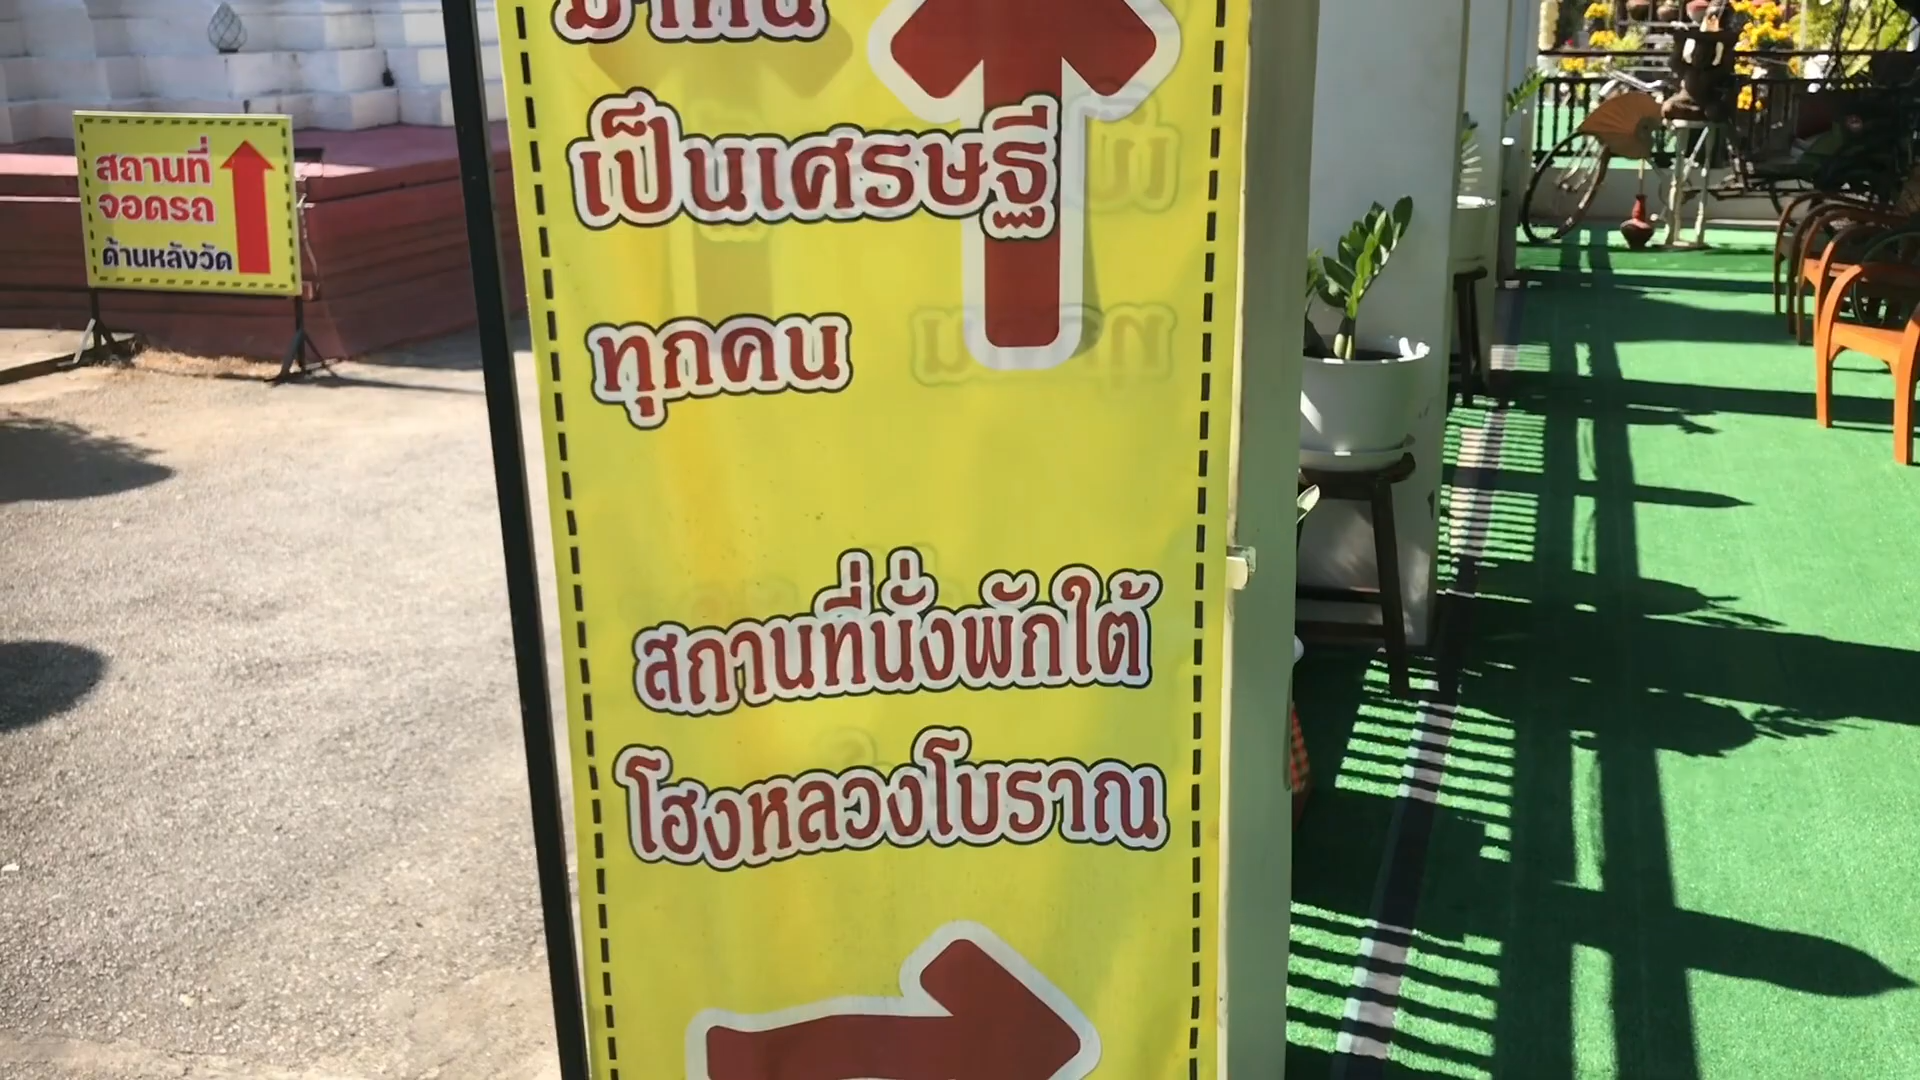 สถานที่
จอดรถ
ด้านหลังวัด
เป็นเศรษฐี
ทุกคน
สถานที่นั่งพักใต้
โฮงหลวงโบราณ